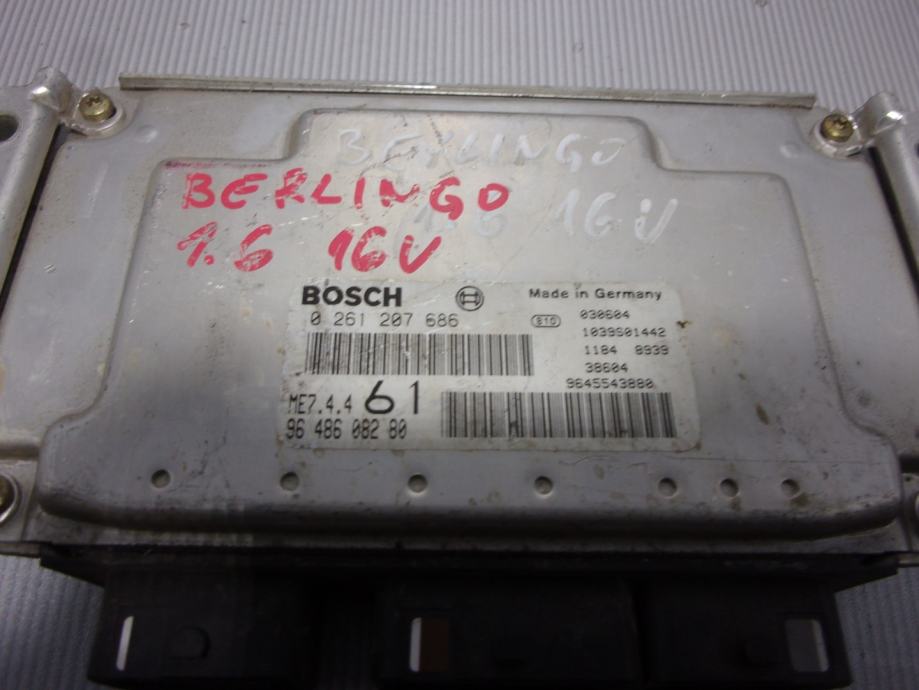 BERLINGO
1.6 16V
BERLINGO
1.6 16V
BOSCH
Made in Germany
0 261 207 686
B10
030604
1039S01442
1184 8939
38604
9645543880
ME7.4.4 61
96 486 082 80